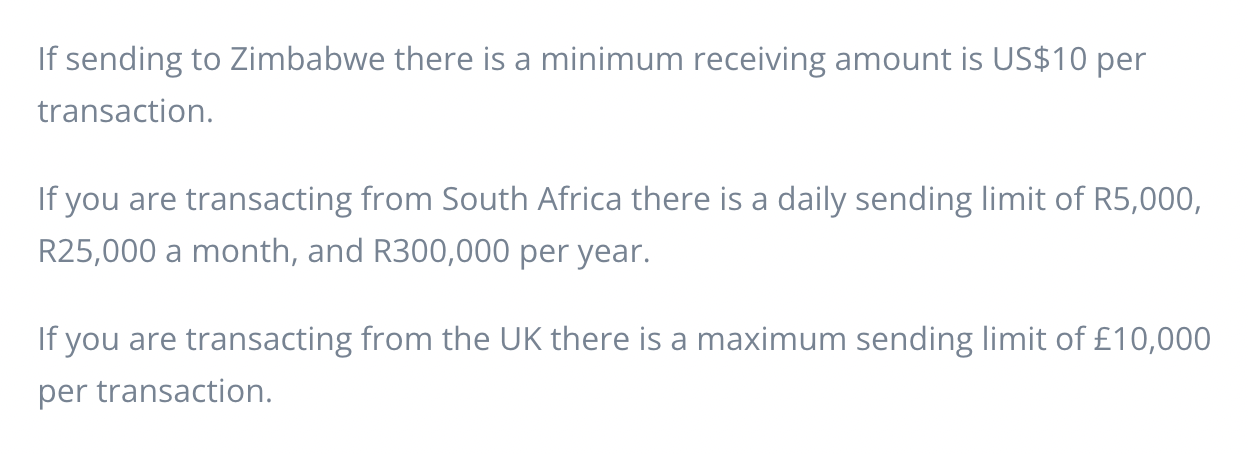 If sending to Zimbabwe there is a minimum receiving amount is US$10 per
transaction.
If you are transacting from South Africa there is a daily sending limit of R5,000,
R25,000 a month, and R300,000 per year.
If you are transacting from the UK there is a maximum sending limit of £10,000
per transaction.